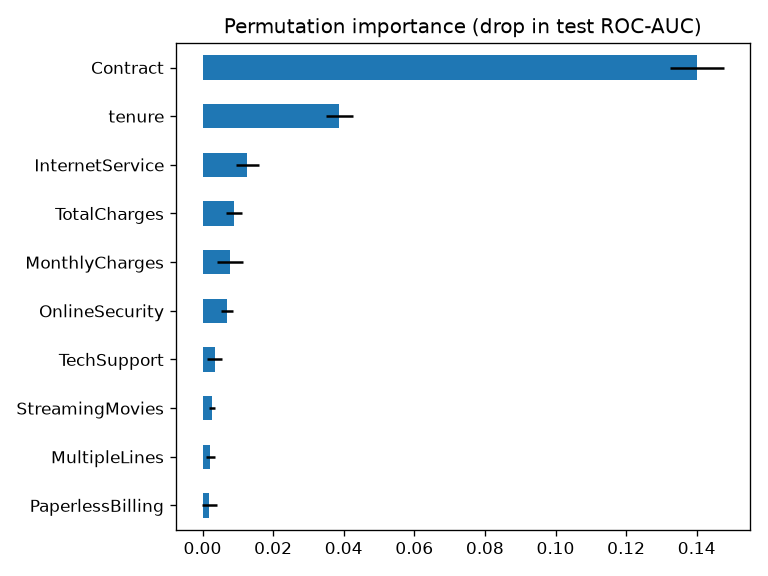 Permutation importance (drop in test ROC-AUC)
Contract
tenure
InternetService
TotalCharges
MonthlyCharges
OnlineSecurity
TechSupport
StreamingMovies
MultipleLines
PaperlessBilling
0.00 0.02 0.04 0.06 0.08 0.10 0.12 0.14